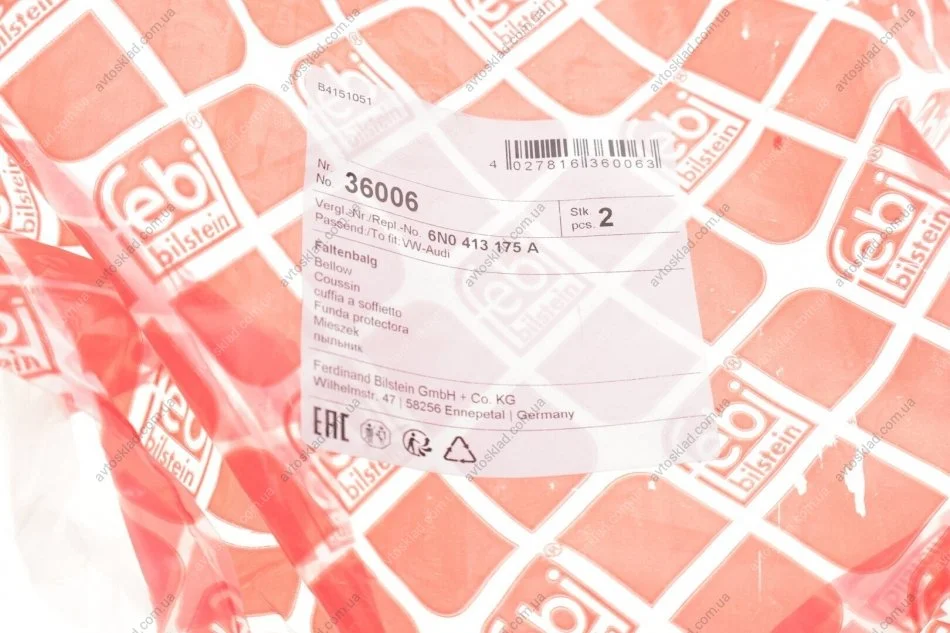 B4151051
4 027816 360063
Nr.
No. 36006
Stk
pcs. 2
Vergl.-Nr./Repl.-No. 6N0 413 175 A
Passend./To fit: VW-Audi
Faltenbalg
Bellow
Coussin
cuffia a soffietto
Funda protectora
Mieszek
пыльник
Ferdinand Bilstein GmbH + Co. KG
Wilhelmstr. 47 | 58256 Ennepetal | Germany
EAC
febi®
bilstein
avtosklad.com.ua